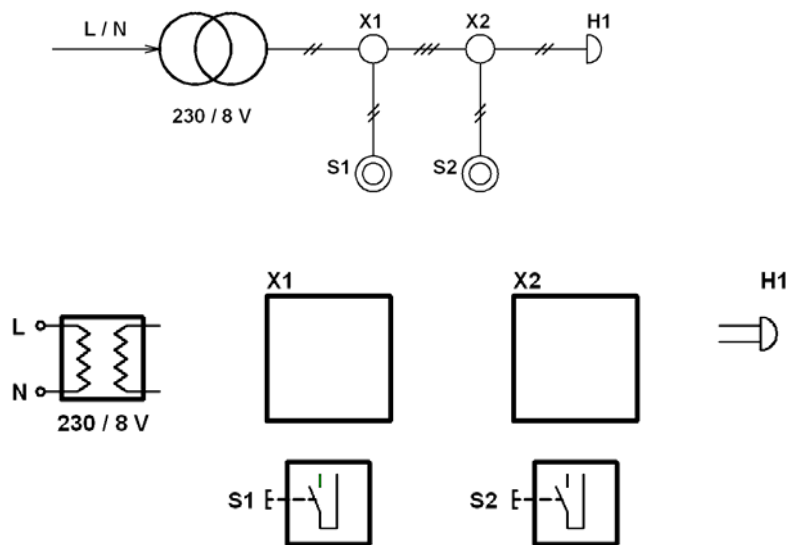 L / N X1 X2 H1
230 / 8 V
S1 S2
X1 X2 H1
L
N
230 / 8 V
S1 S2